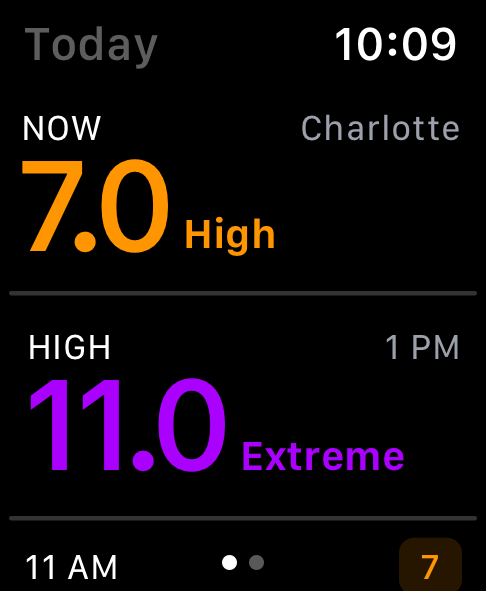 Today 10:09
NOW Charlotte
7.0 High
HIGH 1 PM
11.0 Extreme
11 AM 7